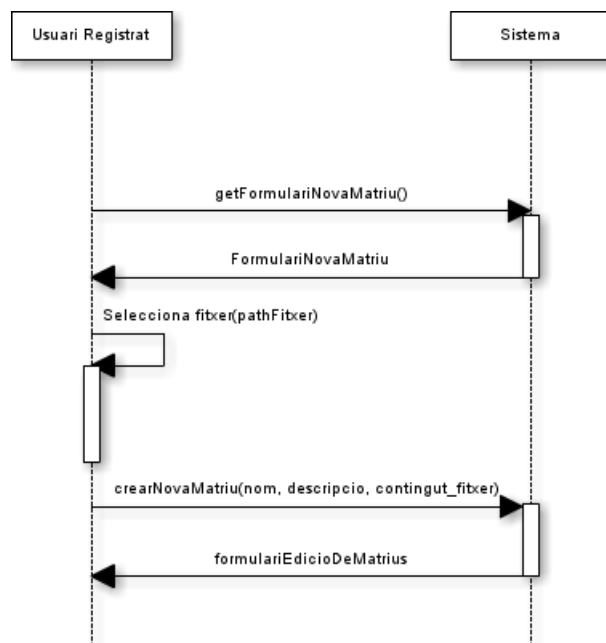 Usuari Registrat
Sistema
getFormulariNovaMatriu()
FormulariNovaMatriu
Selecciona fitxer(pathFitxer)
crearNovaMatriu(nom, descripcio, contingut_fitxer)
formulariEdicioDeMatrius